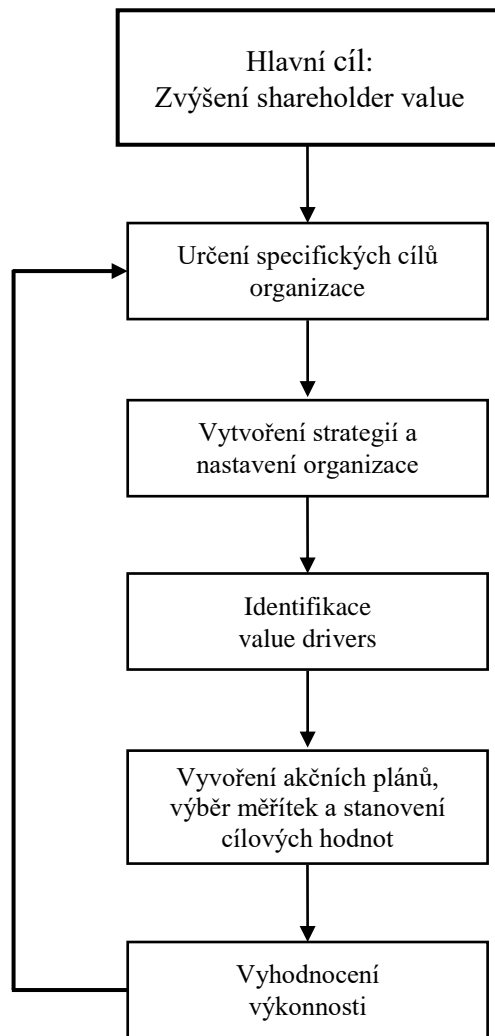 Hlavní cíl:
Zvýšení shareholder value
Určení specifických cílů
organizace
Vytvoření strategií a
nastavení organizace
Identifikace
value drivers
Vyvoření akčních plánů,
výběr měřítek a stanovení
cílových hodnot
Vyhodnocení
výkonnosti